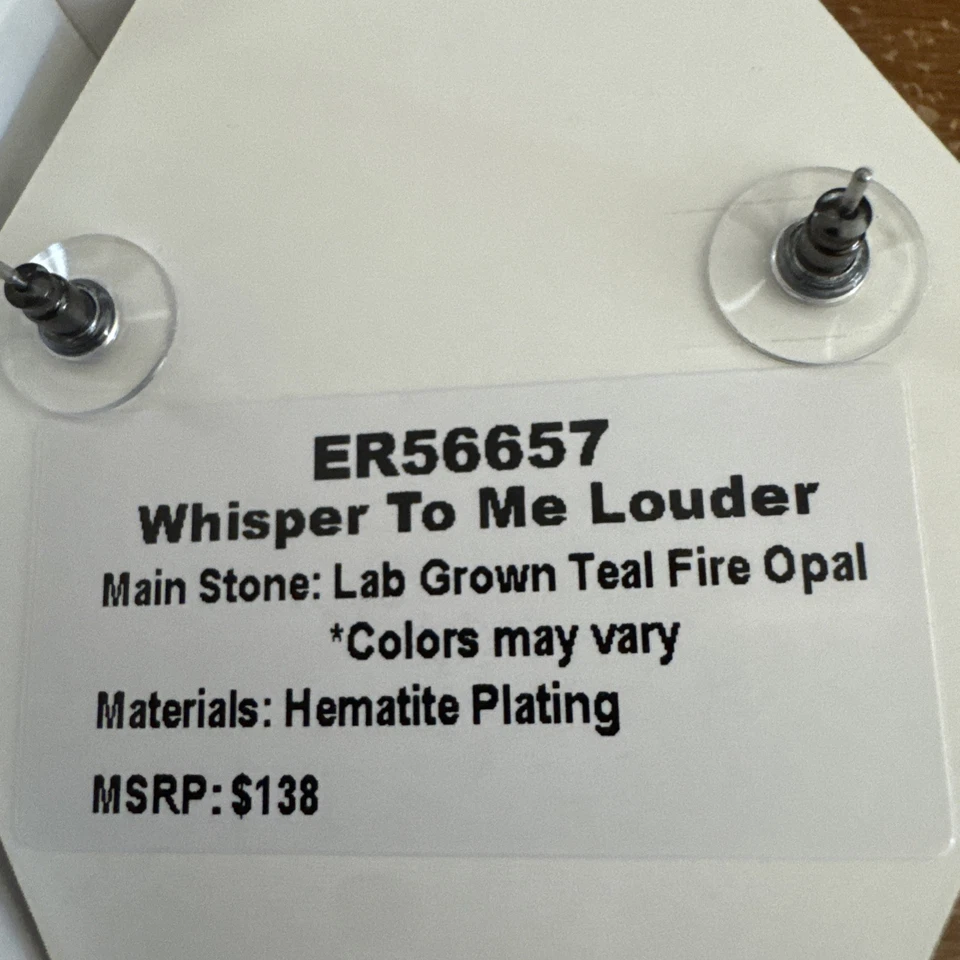 ER56657
Whisper To Me Louder
Main Stone: Lab Grown Teal Fire Opal
*Colors may vary
Materials: Hematite Plating
MSRP: $138